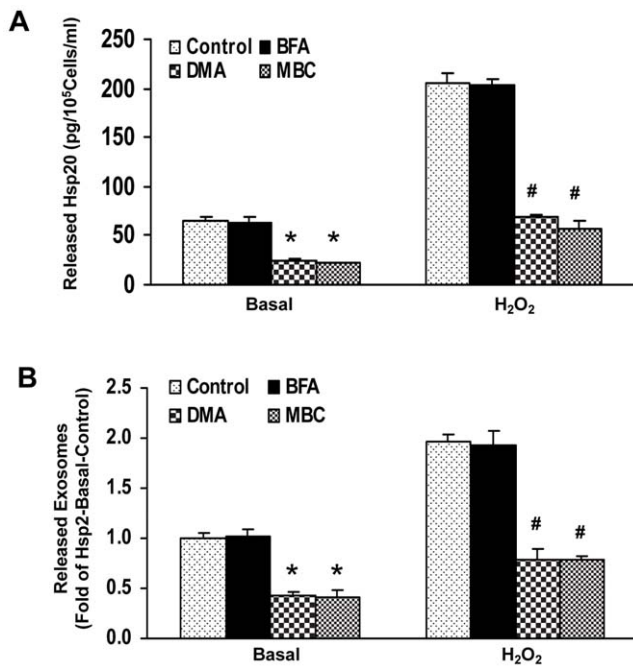 A
Released Hsp20 (pg/10⁵Cells/ml)
250
200
150
100
50
0
Control BFA
DMA MBC
* *
# #
Basal H₂O₂
B
Released Exosomes
(Fold of Hsp2-Basal-Control)
2.5
2.0
1.5
1.0
0.5
0.0
Control BFA
DMA MBC
* *
# #
Basal H₂O₂